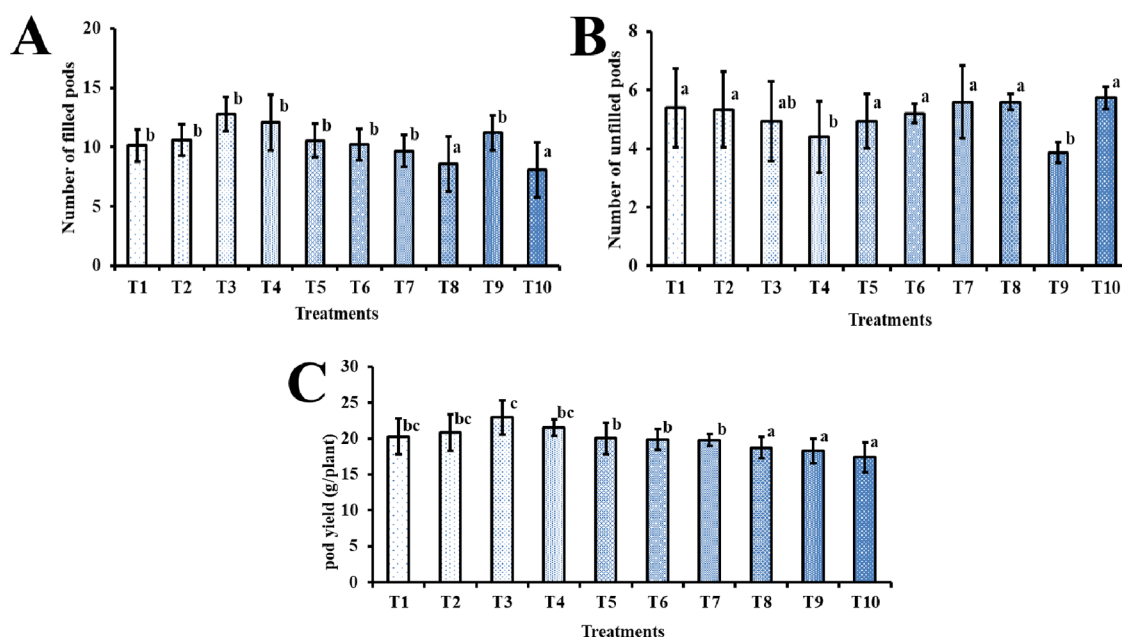 A
Number of filled pods
20
15
10
5
0
b b b b b b b a b a
T1 T2 T3 T4 T5 T6 T7 T8 T9 T10
Treatments
B
Number of unfilled pods
8
6
4
2
0
a a ab b a a a a b a
T1 T2 T3 T4 T5 T6 T7 T8 T9 T10
Treatments
C
pod yield (g/plant)
30
25
20
15
10
5
0
bc bc c bc b b b a a a
T1 T2 T3 T4 T5 T6 T7 T8 T9 T10
Treatments